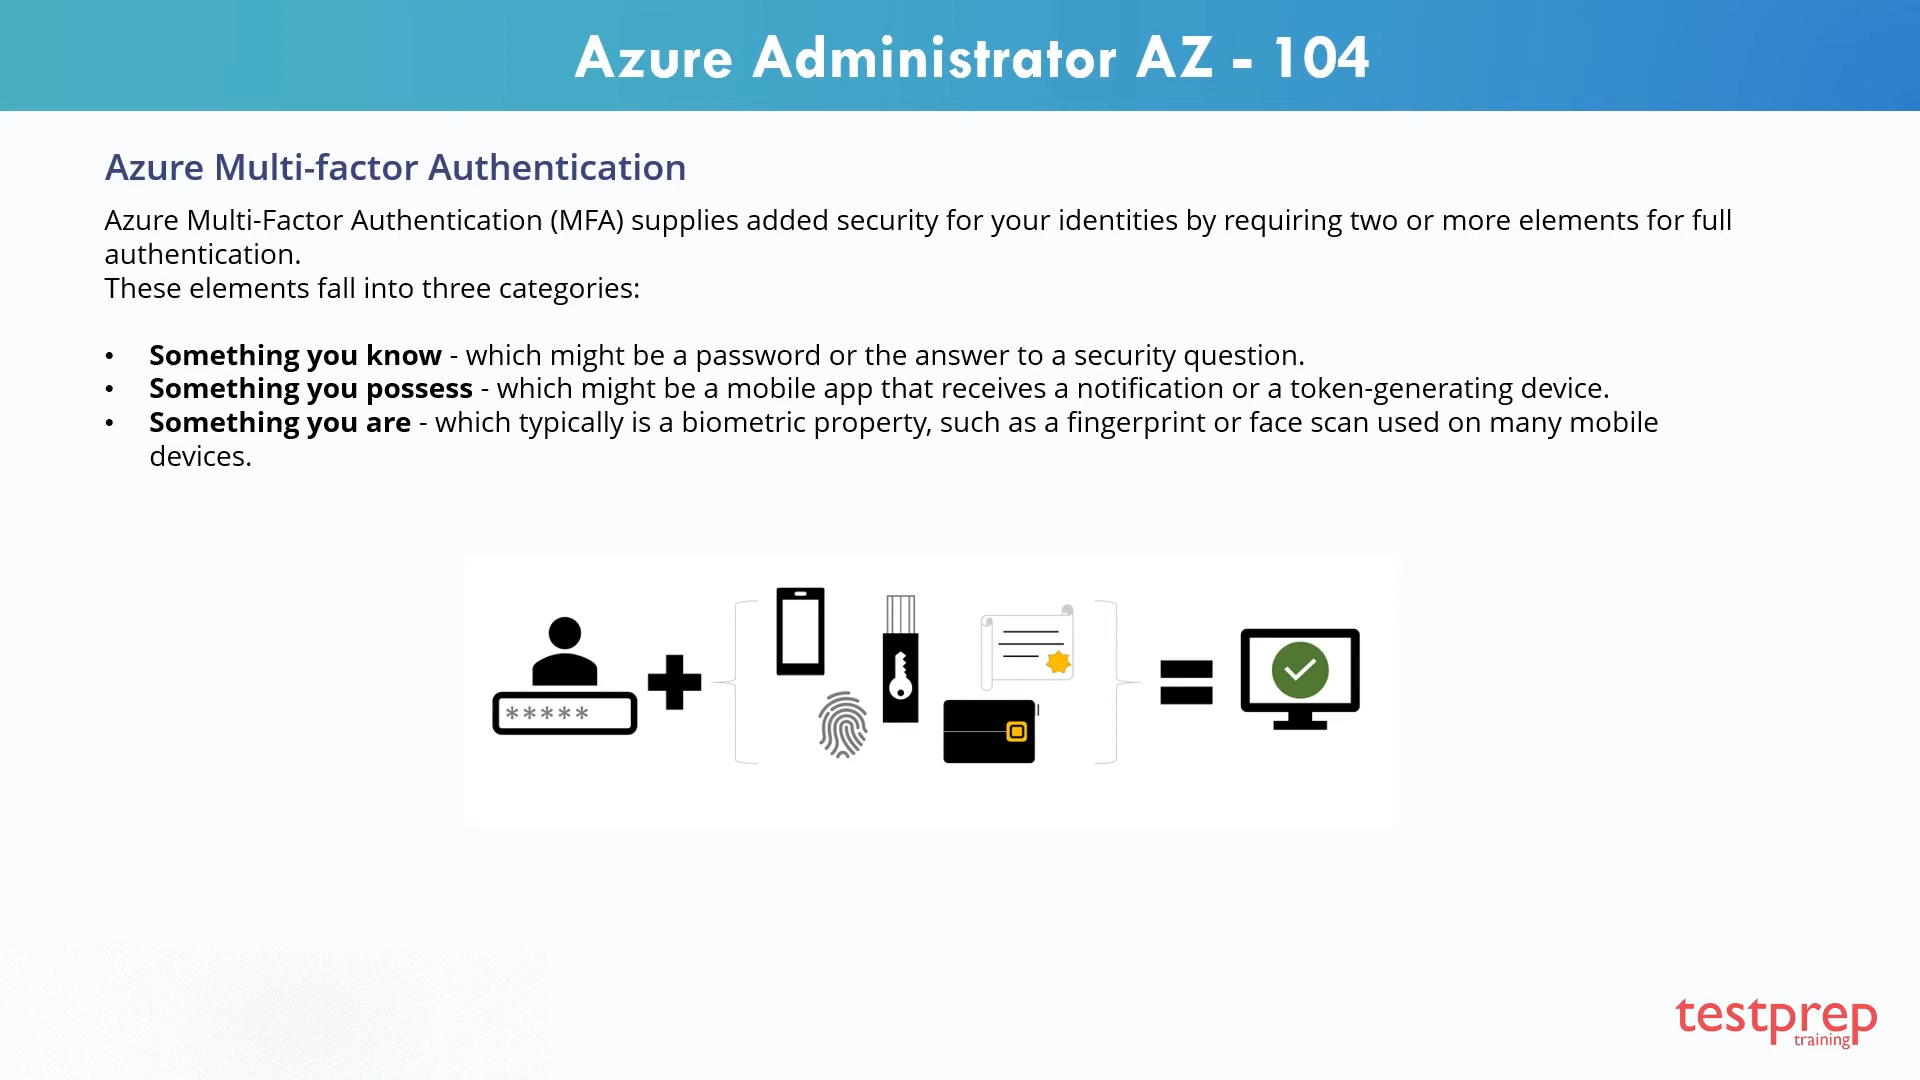 Azure Administrator AZ - 104
Azure Multi-factor Authentication
Azure Multi-Factor Authentication (MFA) supplies added security for your identities by requiring two or more elements for full
authentication.
These elements fall into three categories:
• Something you know - which might be a password or the answer to a security question.
• Something you possess - which might be a mobile app that receives a notification or a token-generating device.
• Something you are - which typically is a biometric property, such as a fingerprint or face scan used on many mobile
devices.
*****
testprep
training